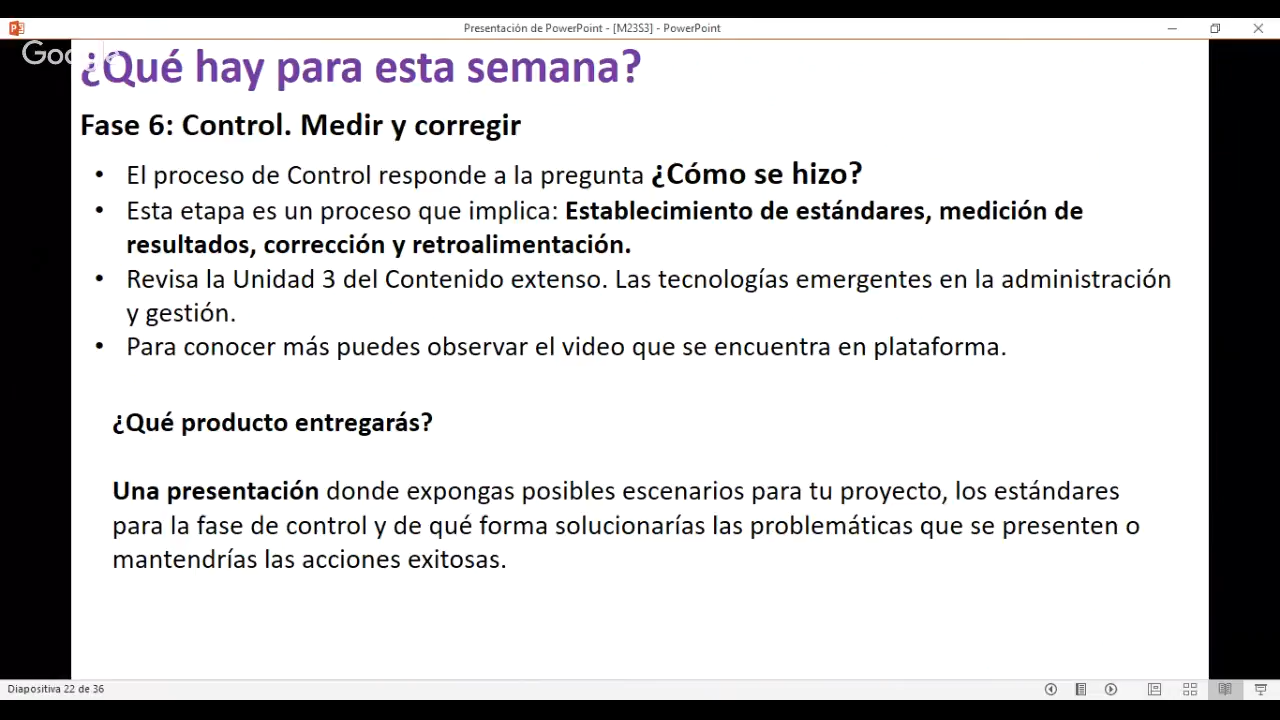 Presentación de PowerPoint - [M23S3] - PowerPoint
Google
¿Qué hay para esta semana?
Fase 6: Control. Medir y corregir
• El proceso de Control responde a la pregunta ¿Cómo se hizo?
• Esta etapa es un proceso que implica: Establecimiento de estándares, medición de
resultados, corrección y retroalimentación.
• Revisa la Unidad 3 del Contenido extenso. Las tecnologías emergentes en la administración
y gestión.
• Para conocer más puedes observar el video que se encuentra en plataforma.
¿Qué producto entregarás?
Una presentación donde expongas posibles escenarios para tu proyecto, los estándares
para la fase de control y de qué forma solucionarías las problemáticas que se presenten o
mantendrías las acciones exitosas.
Diapositiva 22 de 36